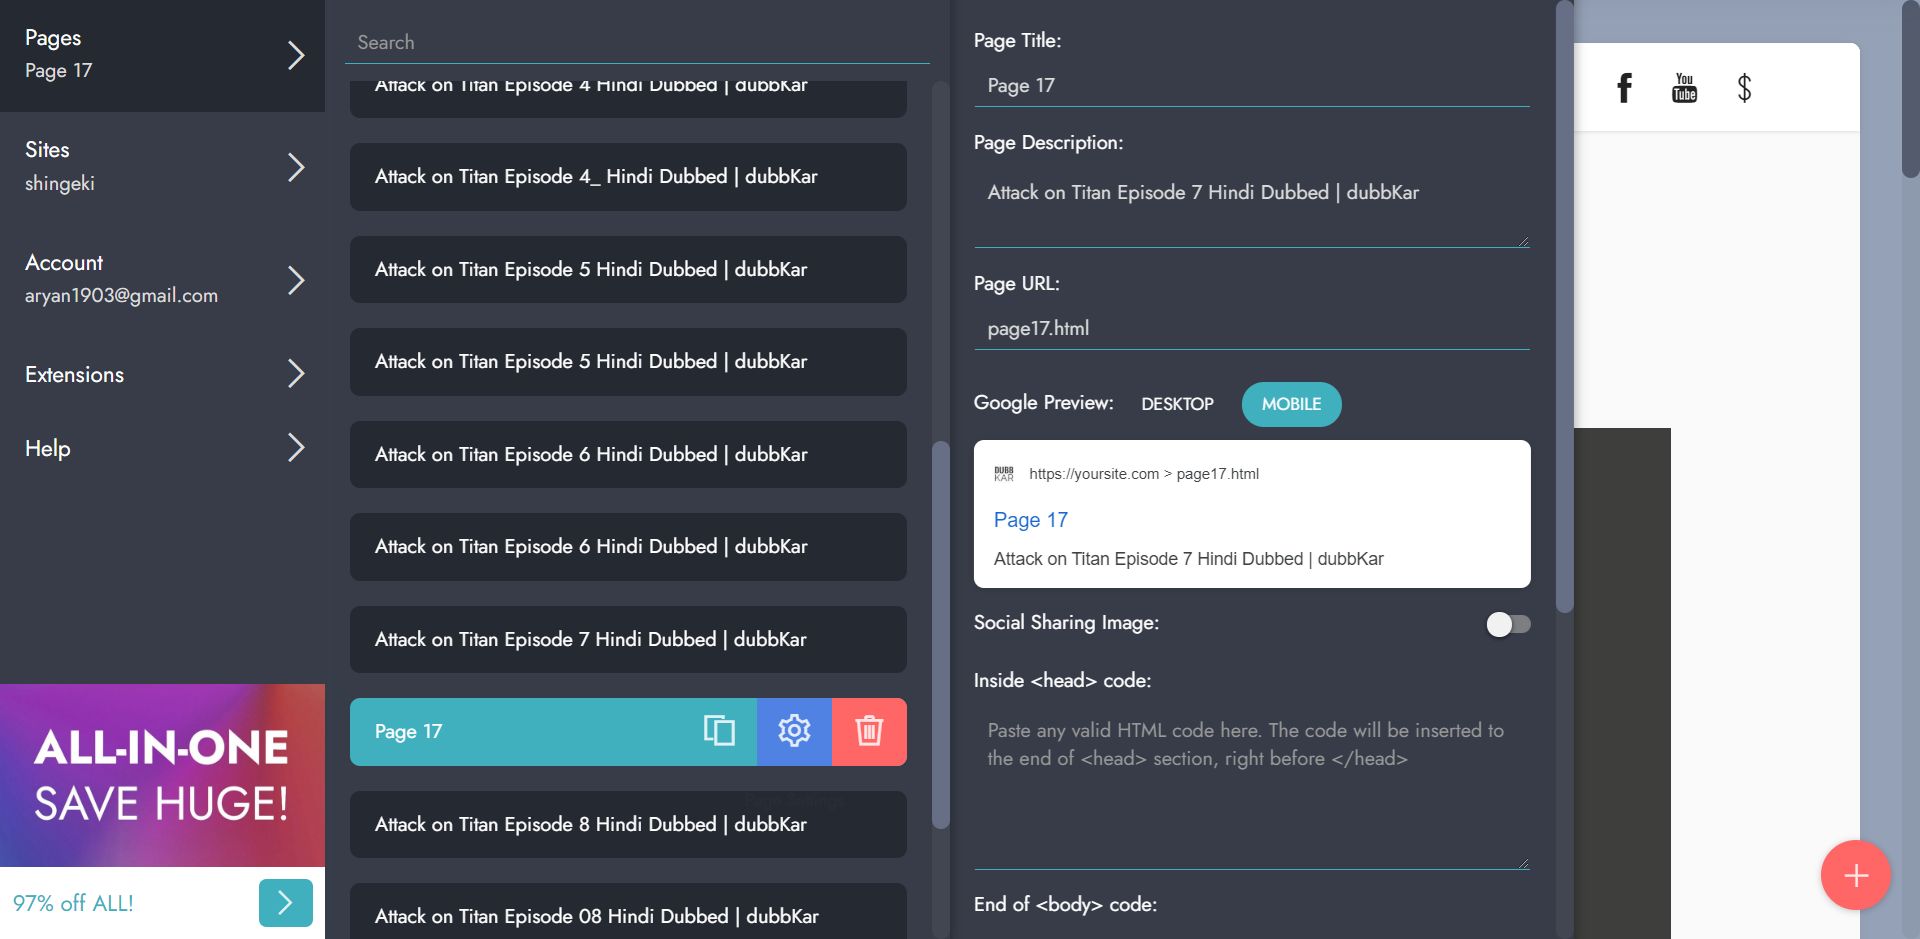 Pages
Page 17
Sites
shingeki
Account
aryan1903@gmail.com
Extensions
Help
ALL-IN-ONE
SAVE HUGE!
97% off ALL!
Search
Attack on Titan Episode 4 Hindi Dubbed | dubbKar
Attack on Titan Episode 4_ Hindi Dubbed | dubbKar
Attack on Titan Episode 5 Hindi Dubbed | dubbKar
Attack on Titan Episode 5 Hindi Dubbed | dubbKar
Attack on Titan Episode 6 Hindi Dubbed | dubbKar
Attack on Titan Episode 6 Hindi Dubbed | dubbKar
Attack on Titan Episode 7 Hindi Dubbed | dubbKar
Page 17
Page Settings
Attack on Titan Episode 8 Hindi Dubbed | dubbKar
Attack on Titan Episode 08 Hindi Dubbed | dubbKar
Page Title:
Page 17
Page Description:
Attack on Titan Episode 7 Hindi Dubbed | dubbKar
Page URL:
page17.html
Google Preview: DESKTOP MOBILE
DUBB
KAR
https://yoursite.com > page17.html
Page 17
Attack on Titan Episode 7 Hindi Dubbed | dubbKar
Social Sharing Image:
Inside <head> code:
Paste any valid HTML code here. The code will be inserted to
the end of <head> section, right before </head>
End of <body> code:
You
Tube
$